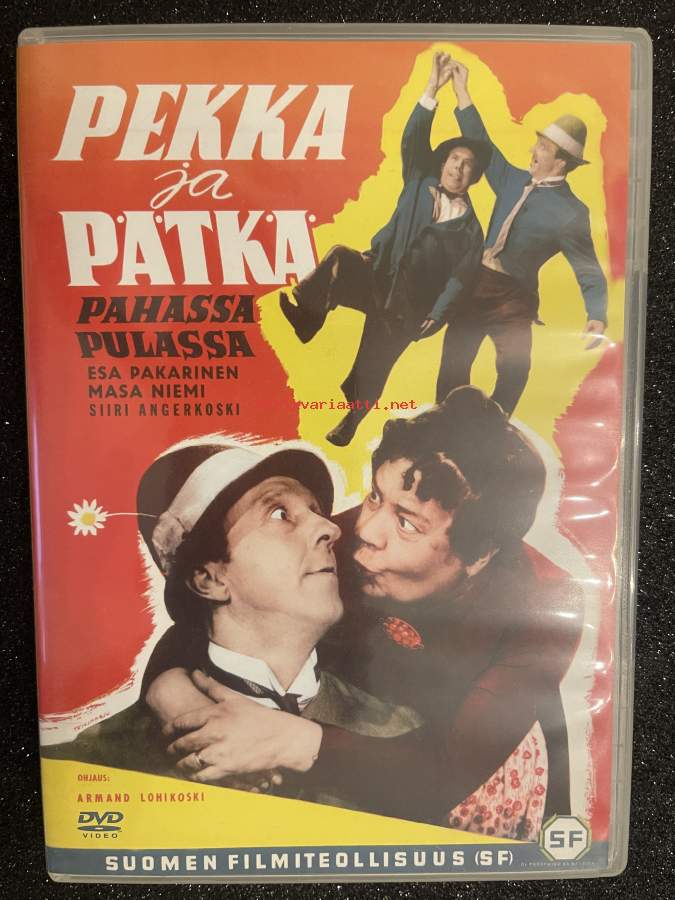 PEKKA
ja
PÄTKÄ
PAHASSA
PULASSA
ESA PAKARINEN
MASA NIEMI
SIIRI ANGERKOSKI
OHJAUS:
ARMAND LOHIKOSKI
DVD
VIDEO
SF
SUOMEN FILMITEOLLISUUS (SF)